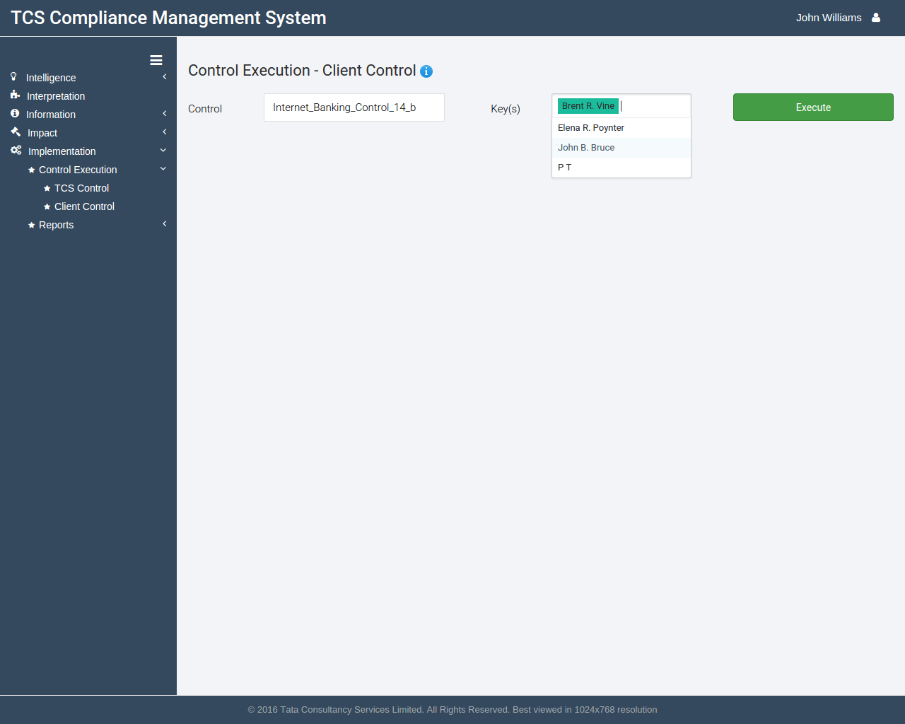 TCS Compliance Management System
John Williams
Intelligence
Interpretation
Information
Impact
Implementation
Control Execution
TCS Control
Client Control
Reports
Control Execution - Client Control
Control
Internet_Banking_Control_14_b
Key(s)
Brent R. Vine
Elena R. Poynter
John B. Bruce
P T
Execute
© 2016 Tata Consultancy Services Limited. All Rights Reserved. Best viewed in 1024x768 resolution